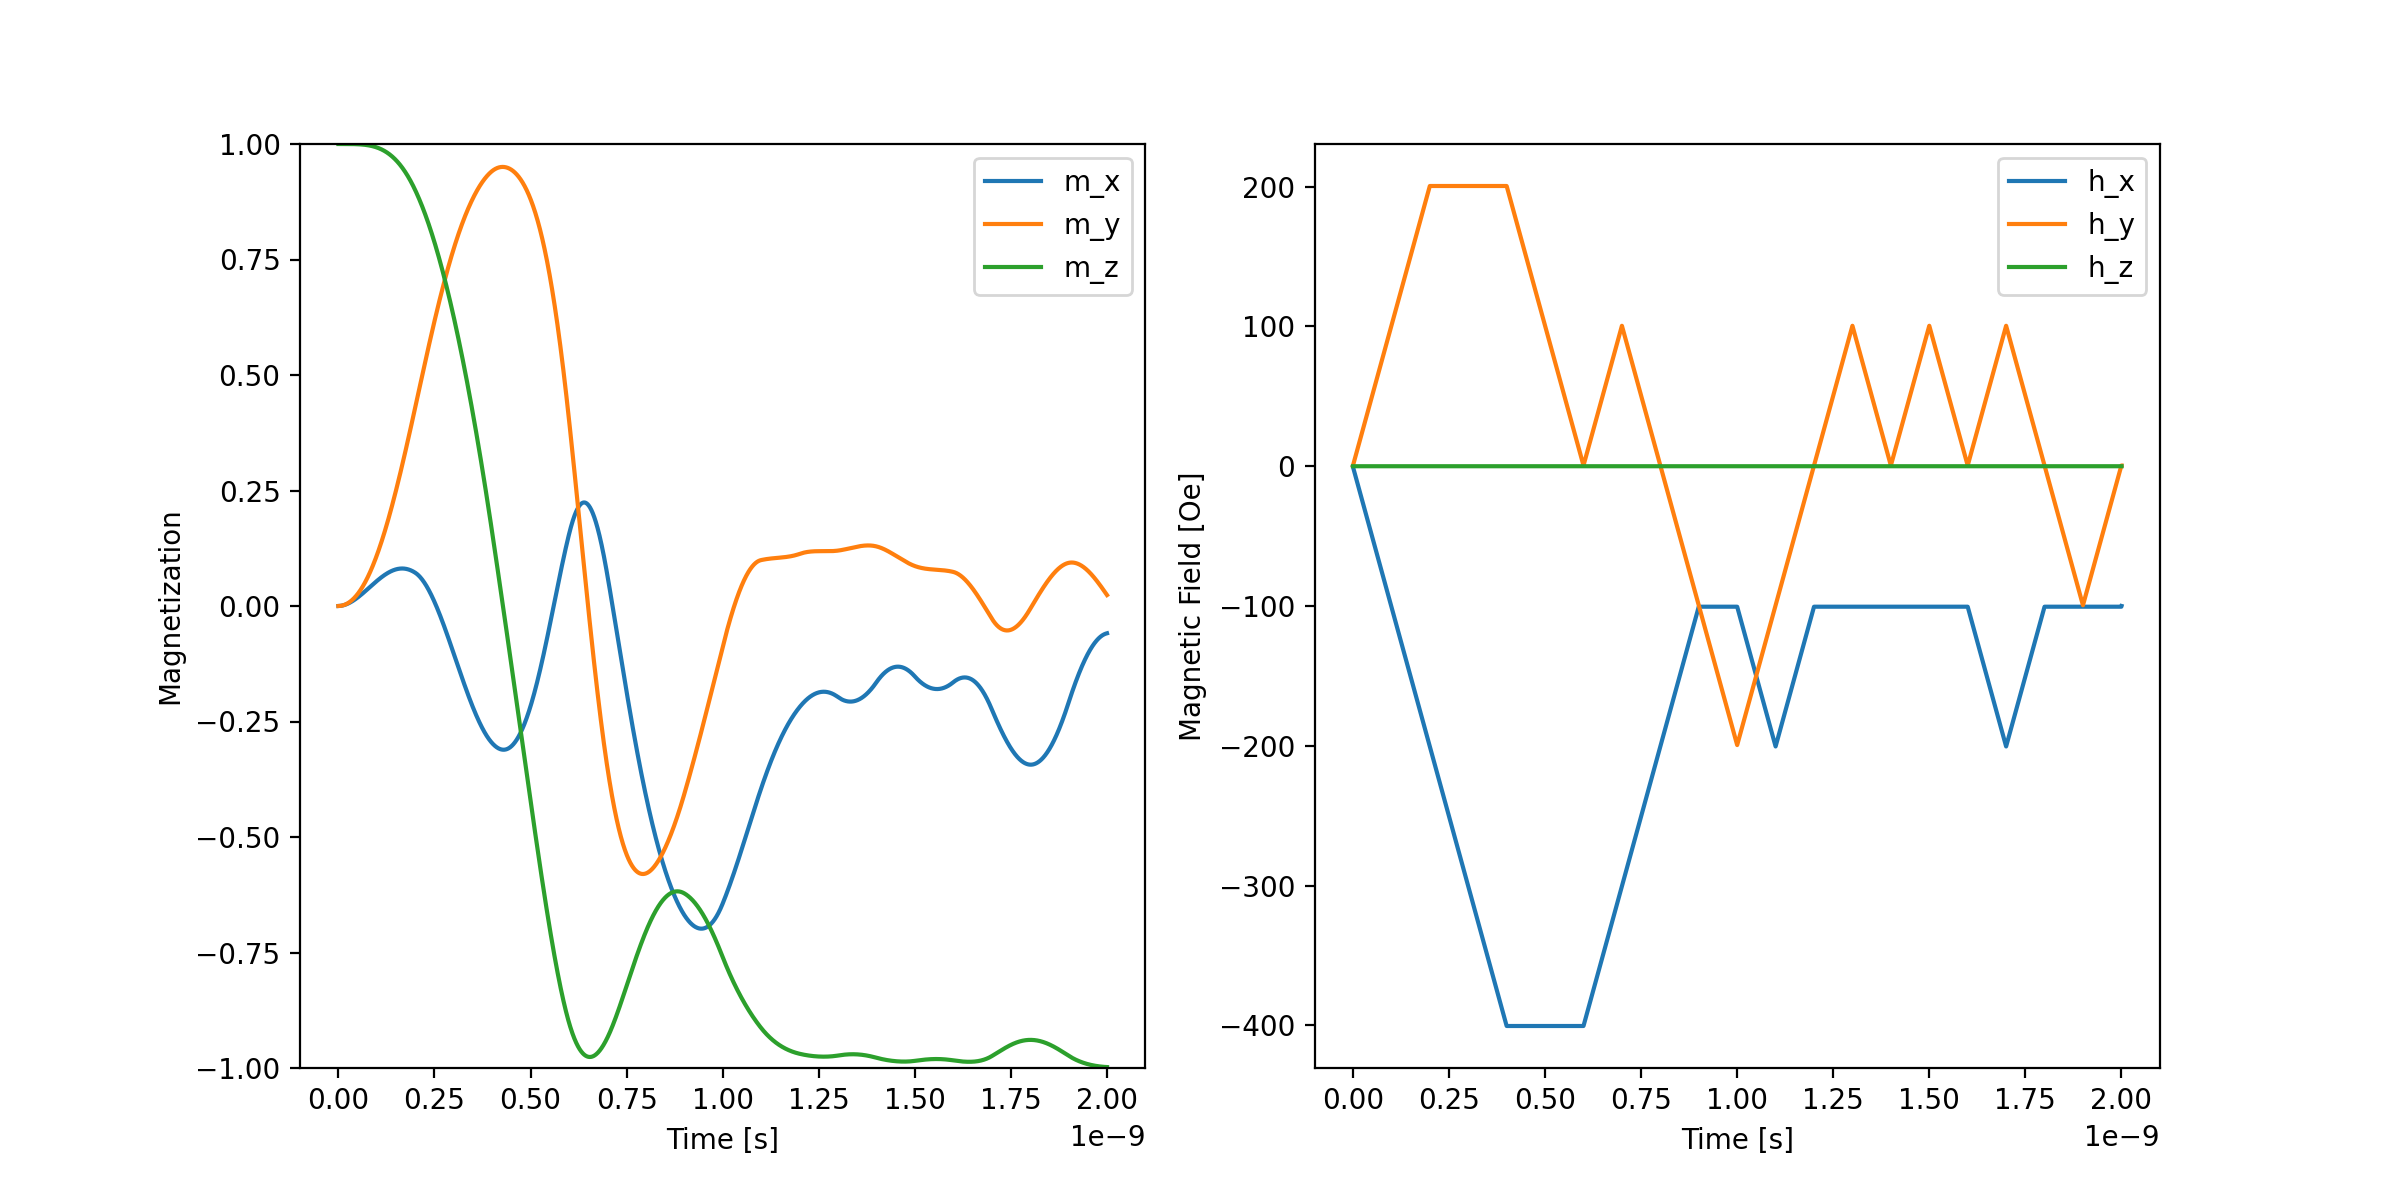 Magnetization
1.00
0.75
0.50
0.25
0.00
−0.25
−0.50
−0.75
−1.00
m_x
m_y
m_z
0.00 0.25 0.50 0.75 1.00 1.25 1.50 1.75 2.00
Time [s]
1e−9
Magnetic Field [Oe]
200
100
0
−100
−200
−300
−400
h_x
h_y
h_z
0.00 0.25 0.50 0.75 1.00 1.25 1.50 1.75 2.00
Time [s]
1e−9